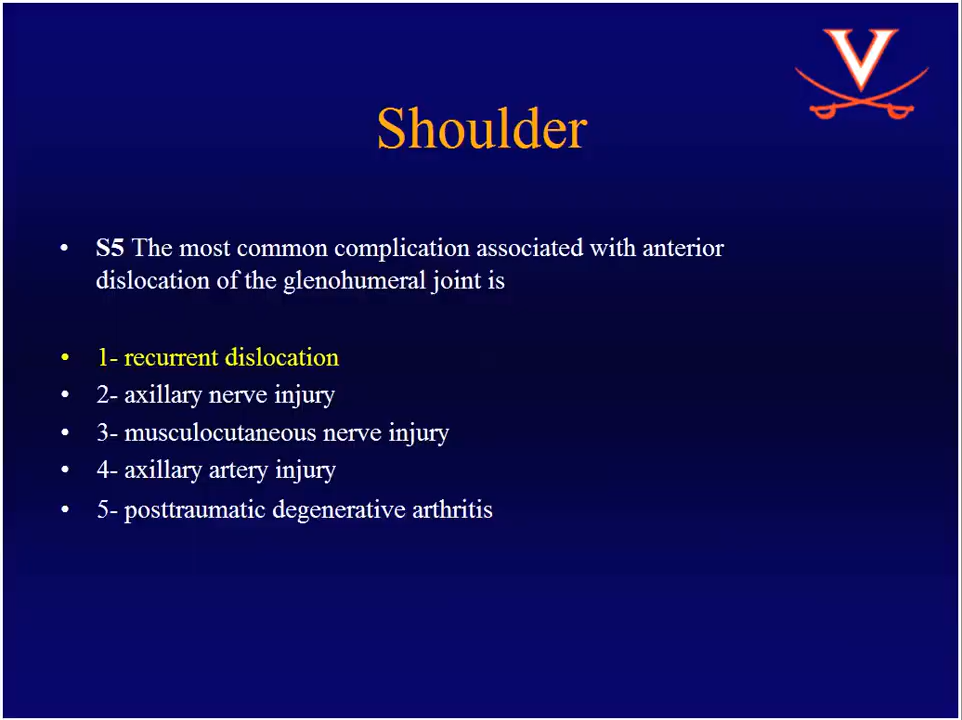 V
Shoulder
• S5 The most common complication associated with anterior
dislocation of the glenohumeral joint is
• 1- recurrent dislocation
• 2- axillary nerve injury
• 3- musculocutaneous nerve injury
• 4- axillary artery injury
• 5- posttraumatic degenerative arthritis